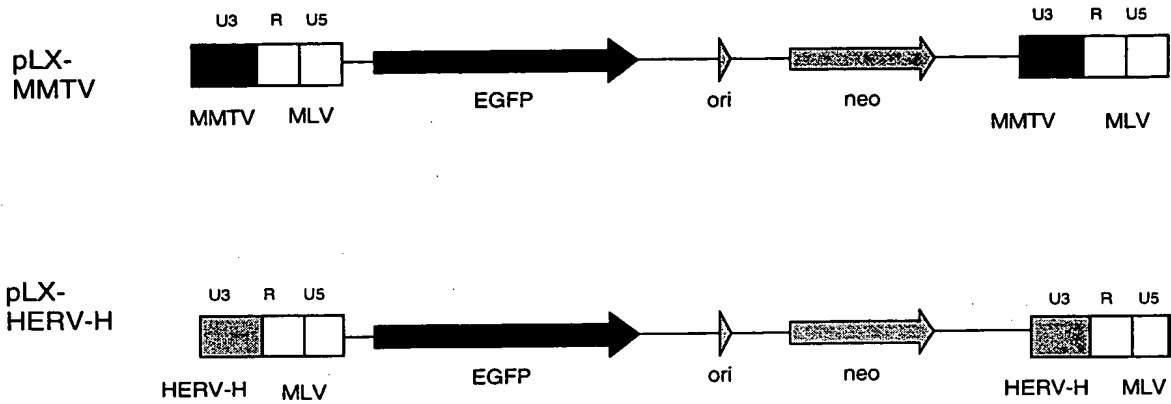 U3 R U5 U3 R U5
pLX-
MMTV
EGFP ori neo
MMTV MLV MMTV MLV
pLX-
HERV-H
U3 R U5 U3 R U5
EGFP ori neo
HERV-H MLV HERV-H MLV